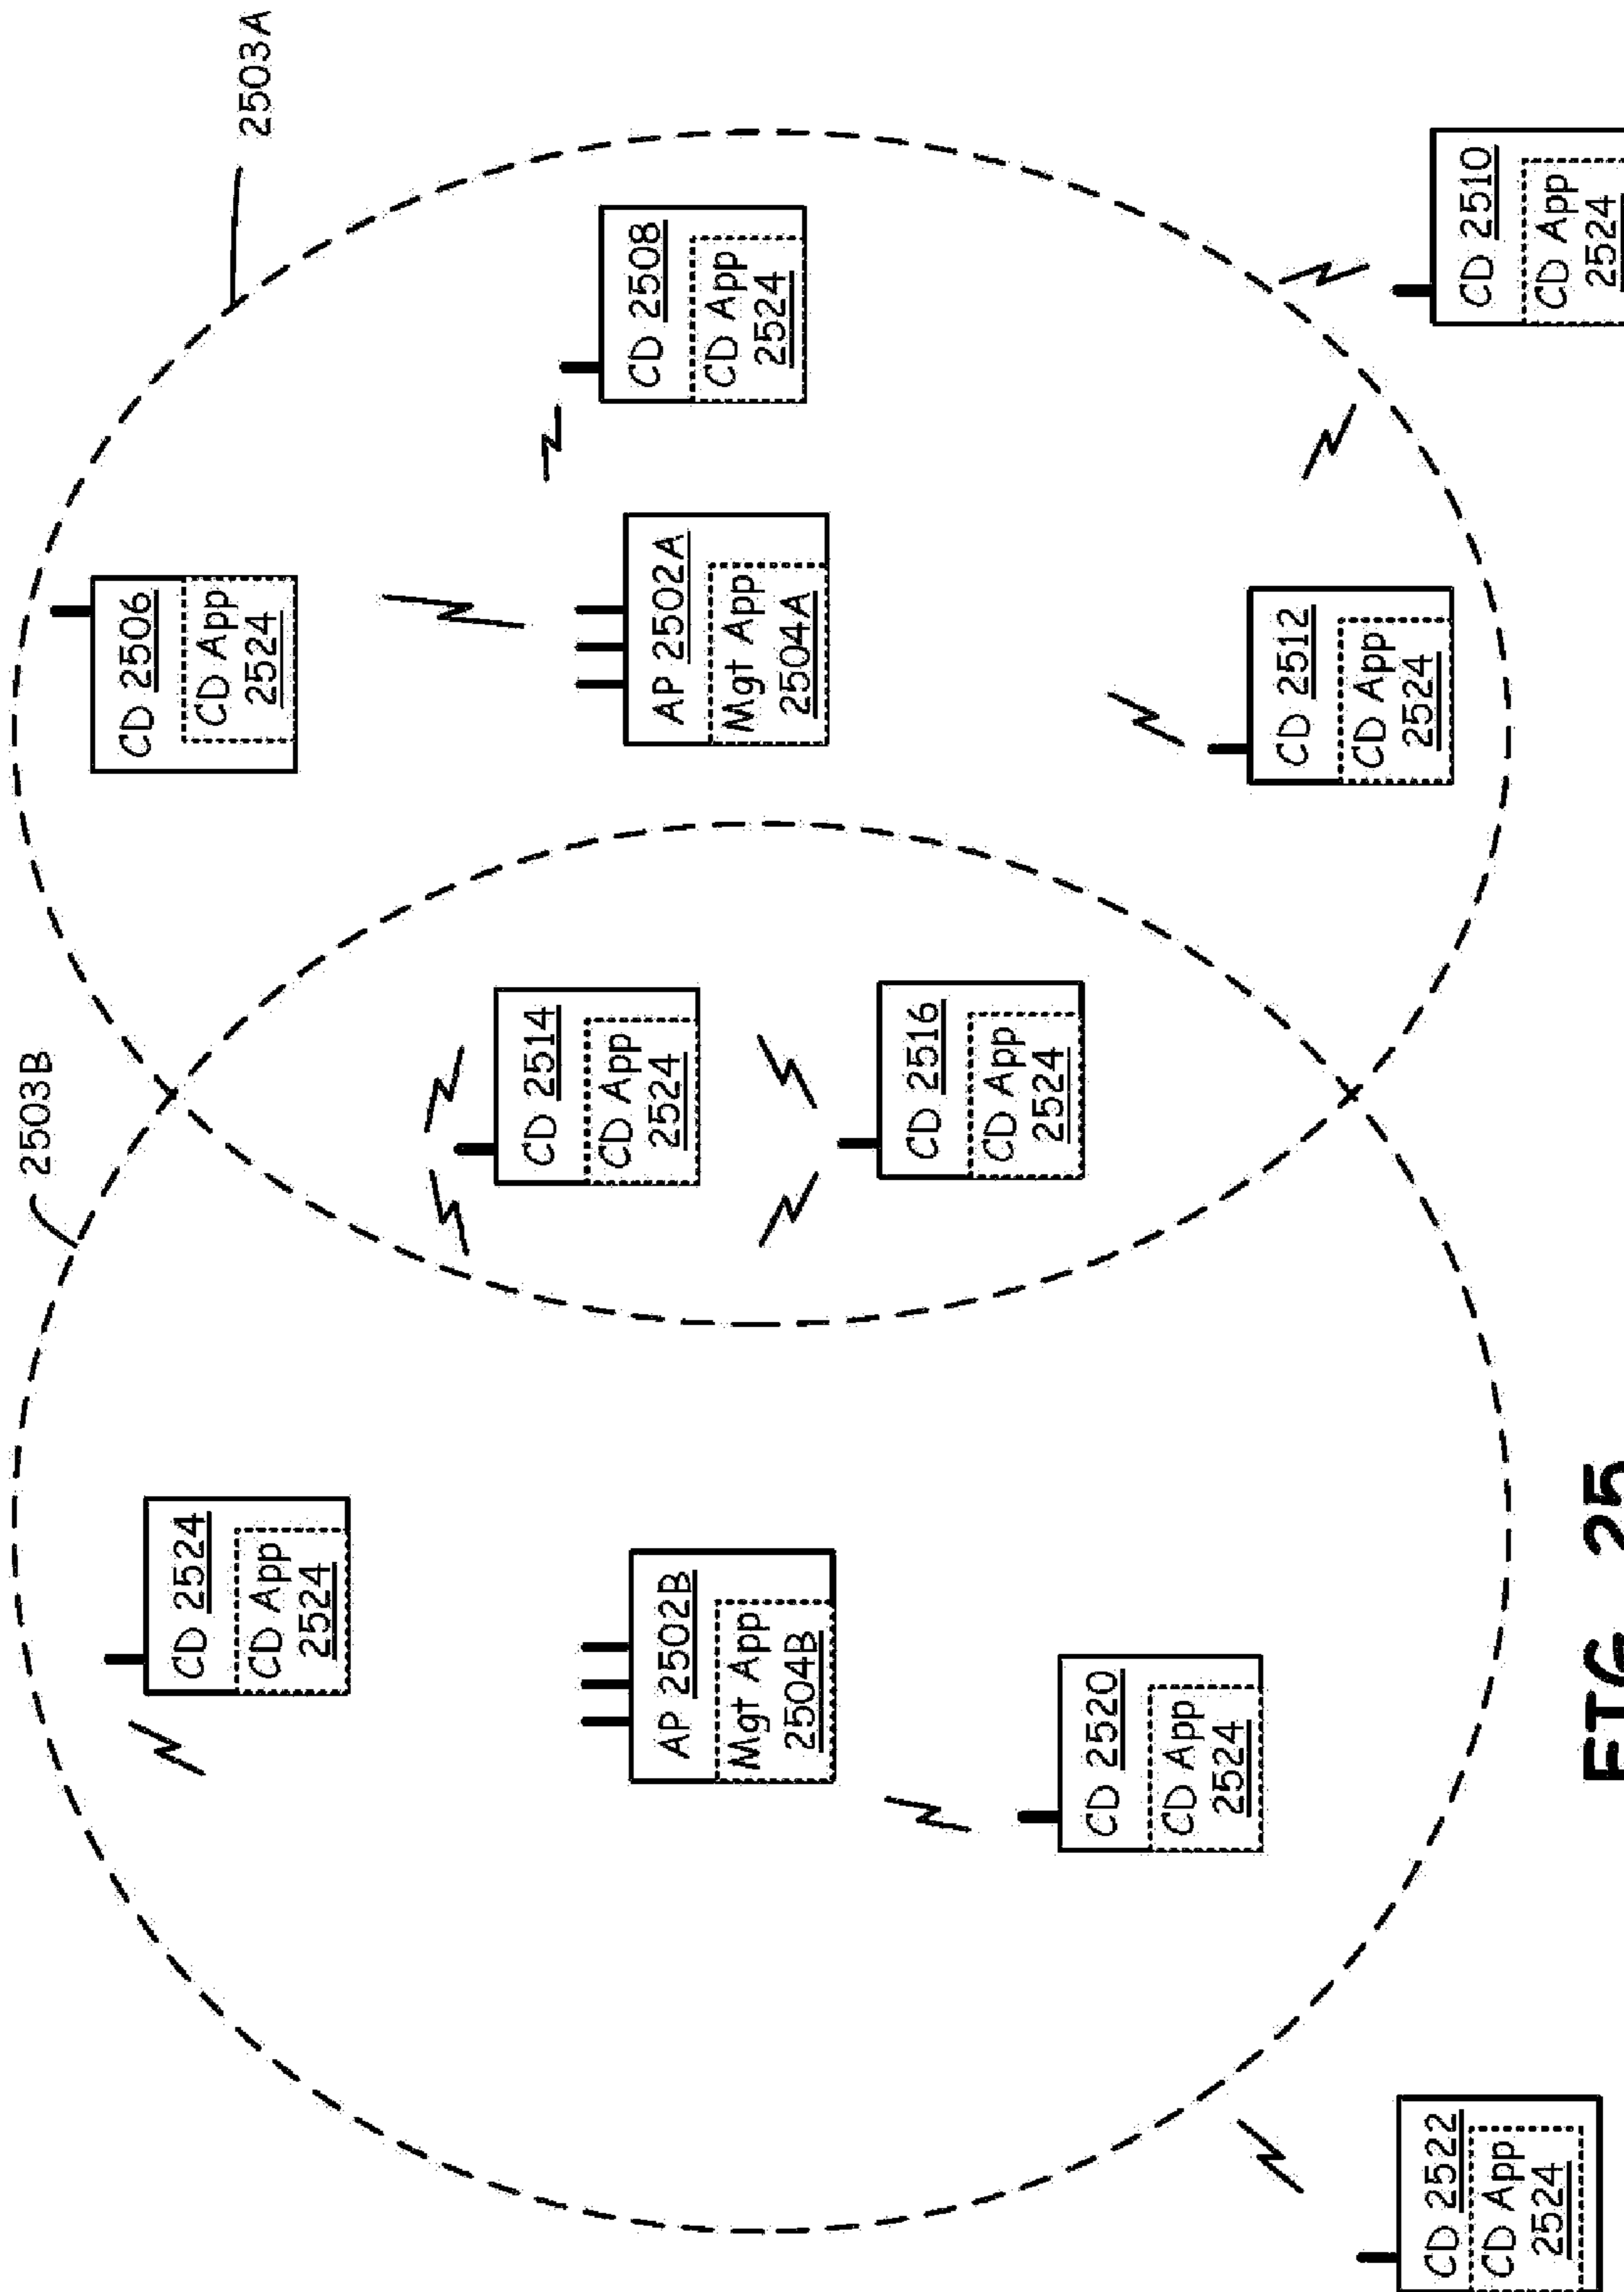 2503B
2503A
CD 2506
CD App
2524
CD 2524
CD App
2524
CD 2514
CD App
2524
CD 2508
CD App
2524
AP 2502B
Mgt App
2504B
AP 2502A
Mgt App
2504A
CD 2516
CD App
2524
CD 2520
CD App
2524
CD 2512
CD App
2524
CD 2522
CD App
2524
CD 2510
CD App
2524
FIG. 25